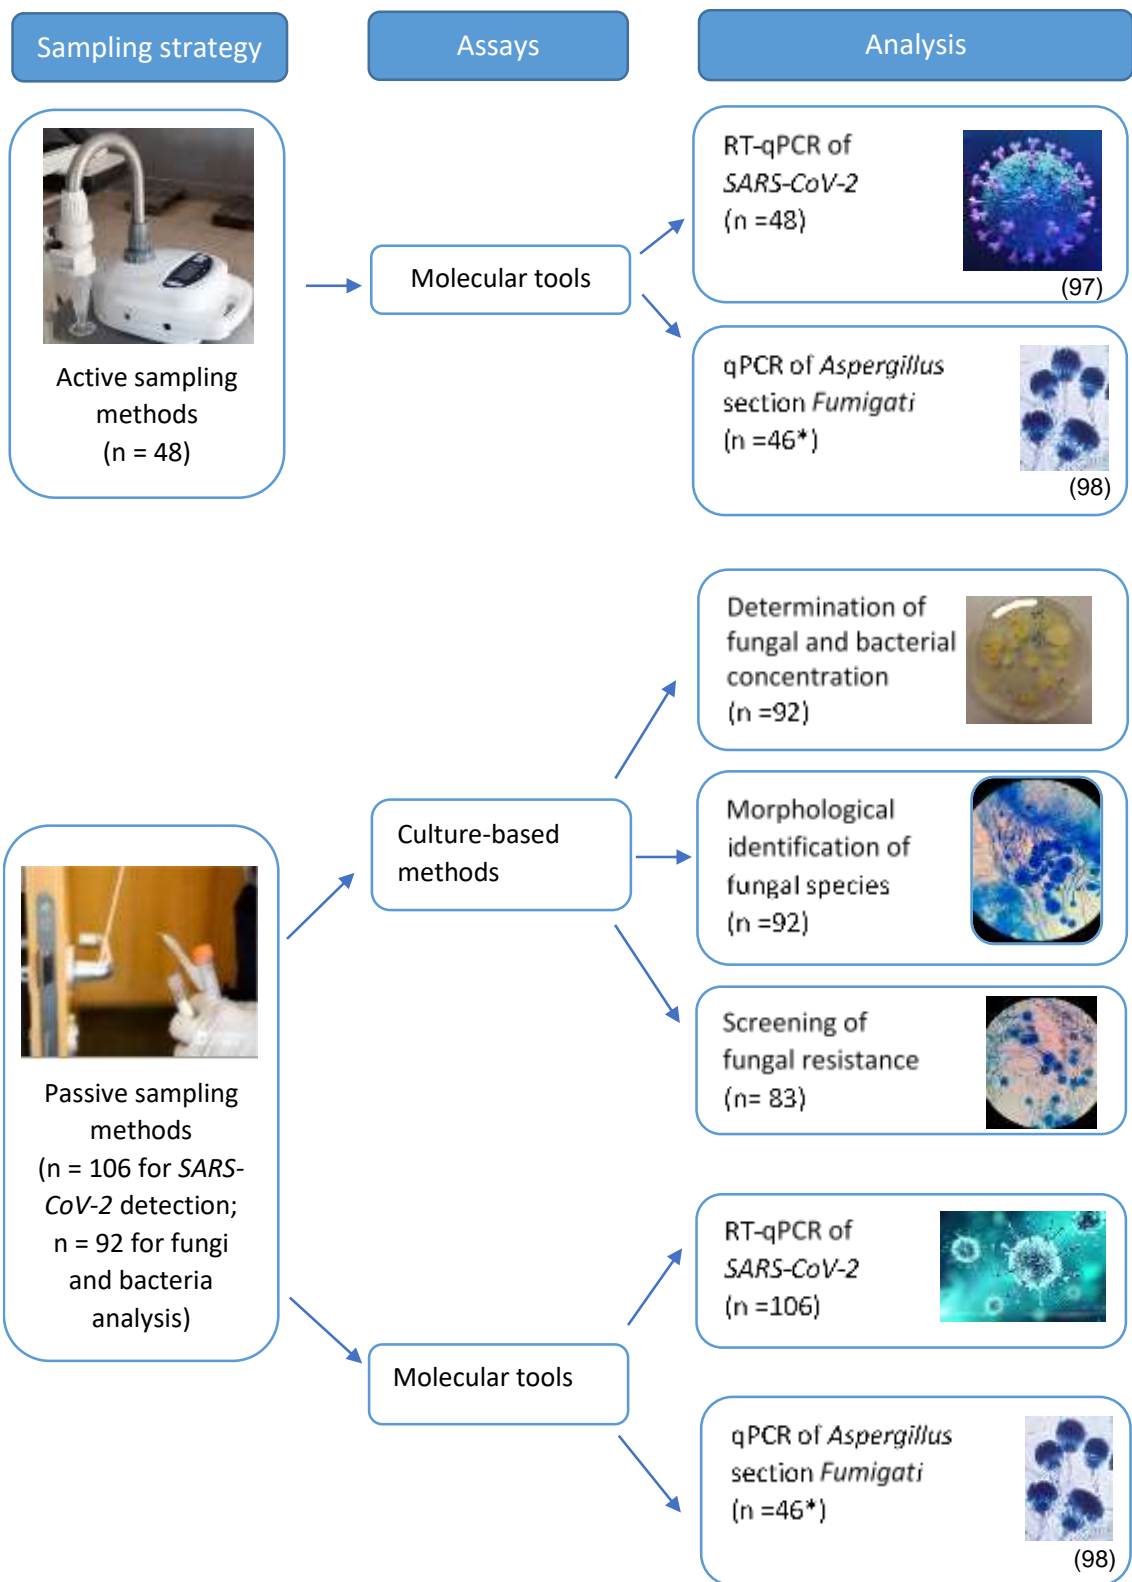 Sampling strategy
Assays
Analysis
Active sampling
methods
(n = 48)
Molecular tools
RT-qPCR of
SARS-CoV-2
(n =48)
(97)
qPCR of Aspergillus
section Fumigati
(n =46*)
(98)
Passive sampling
methods
(n = 106 for SARS-
CoV-2 detection;
n = 92 for fungi
and bacteria
analysis)
Culture-based
methods
Determination of
fungal and bacterial
concentration
(n =92)
Morphological
identification of
fungal species
(n =92)
Screening of
fungal resistance
(n= 83)
Molecular tools
RT-qPCR of
SARS-CoV-2
(n =106)
qPCR of Aspergillus
section Fumigati
(n =46*)
(98)